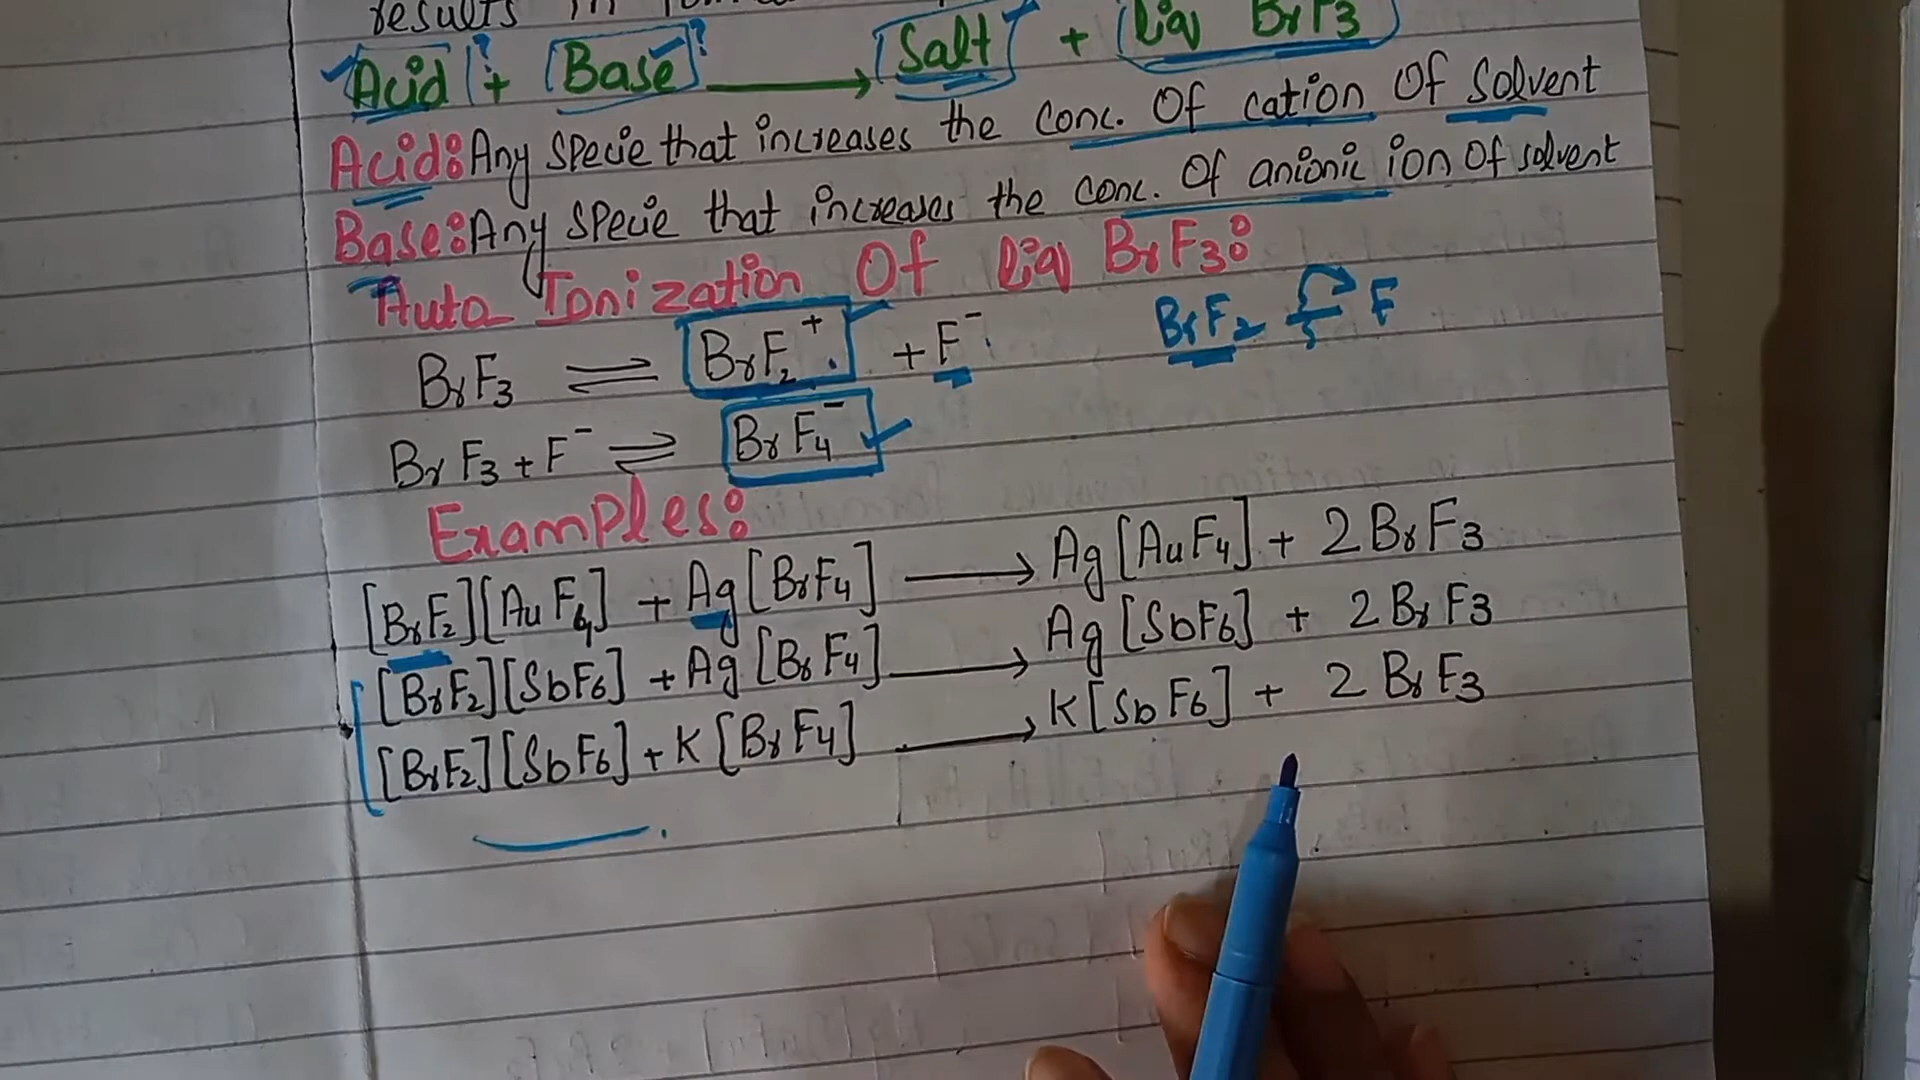 results in
Acid ? + Base ? → Salt + liq BrF3
Acid: Any specie that increases the conc. Of cation Of Solvent
Base: Any specie that increases the conc. Of anionic ion Of solvent
Auto Ionization Of liq BrF3:
BrF3 ⇌ BrF2⁺ + F⁻
BrF2 F
BrF3 + F⁻ ⇌ BrF4⁻
Examples:
[BrF2][AuF4] + Ag[BrF4] → Ag[AuF4] + 2BrF3
[BrF2][SbF6] + Ag[BrF4] → Ag[SbF6] + 2BrF3
[BrF2][SbF6] + K[BrF4] → K[SbF6] + 2BrF3